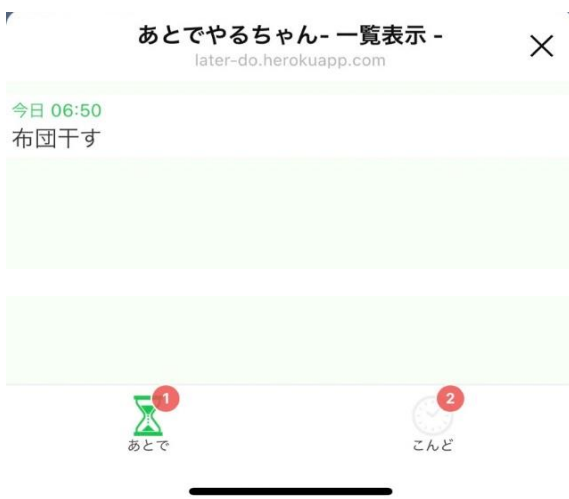 あとでやるちゃん- 一覧表示 -
later-do.herokuapp.com
今日 06:50
布団干す
1
2
あとで
こんど